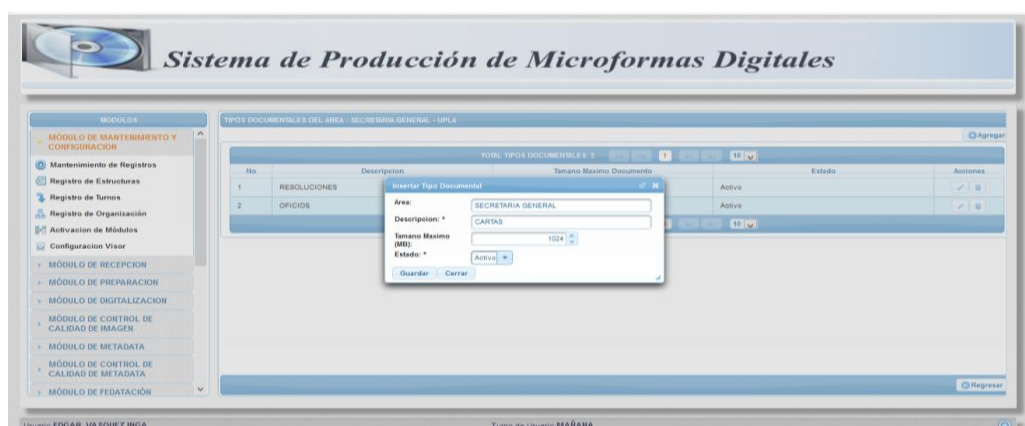 Sistema de Producción de Microformas Digitales
MODULOS
MÓDULO DE MANTENIMIENTO Y CONFIGURACION
Mantenimiento de Registros
Registro de Estructuras
Registro de Turnos
Registro de Organización
Activacion de Módulos
Configuracion Visor
MÓDULO DE RECEPCION
MÓDULO DE PREPARACION
MÓDULO DE DIGITALIZACION
MÓDULO DE CONTROL DE CALIDAD DE IMAGEN
MÓDULO DE METADATA
MÓDULO DE CONTROL DE CALIDAD DE METADATA
MÓDULO DE FEDATACIÓN
TIPOS DOCUMENTALES DEL AREA : SECRETARIA GENERAL - UPLA
Agregar
TOTAL TIPOS DOCUMENTALES: 2 1 10
No Descripcion Tamano Maximo Documento Estado Acciones
1 RESOLUCIONES Activo
2 OFICIOS Activo
10
Insertar Tipo Documental
Area: SECRETARIA GENERAL
Descripcion: * CARTAS
Tamano Maximo (MB): 1024
Estado: * Activo
Guardar Cerrar
Regresar
Usuario:EDGAR VASQUEZ INGA
Turno de Usuario:MAÑANA